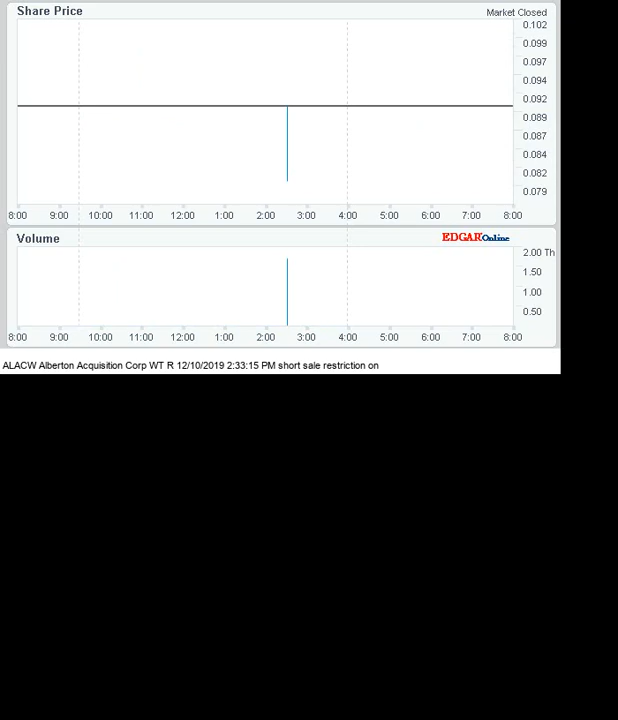 Share Price
Market Closed
0.102
0.099
0.097
0.094
0.092
0.089
0.087
0.084
0.082
0.079
8:00 9:00 10:00 11:00 12:00 1:00 2:00 3:00 4:00 5:00 6:00 7:00 8:00
Volume
EDGAR Online
2.00 Th
1.50
1.00
0.50
8:00 9:00 10:00 11:00 12:00 1:00 2:00 3:00 4:00 5:00 6:00 7:00 8:00
ALACW Alberton Acquisition Corp WT R 12/10/2019 2:33:15 PM short sale restriction on